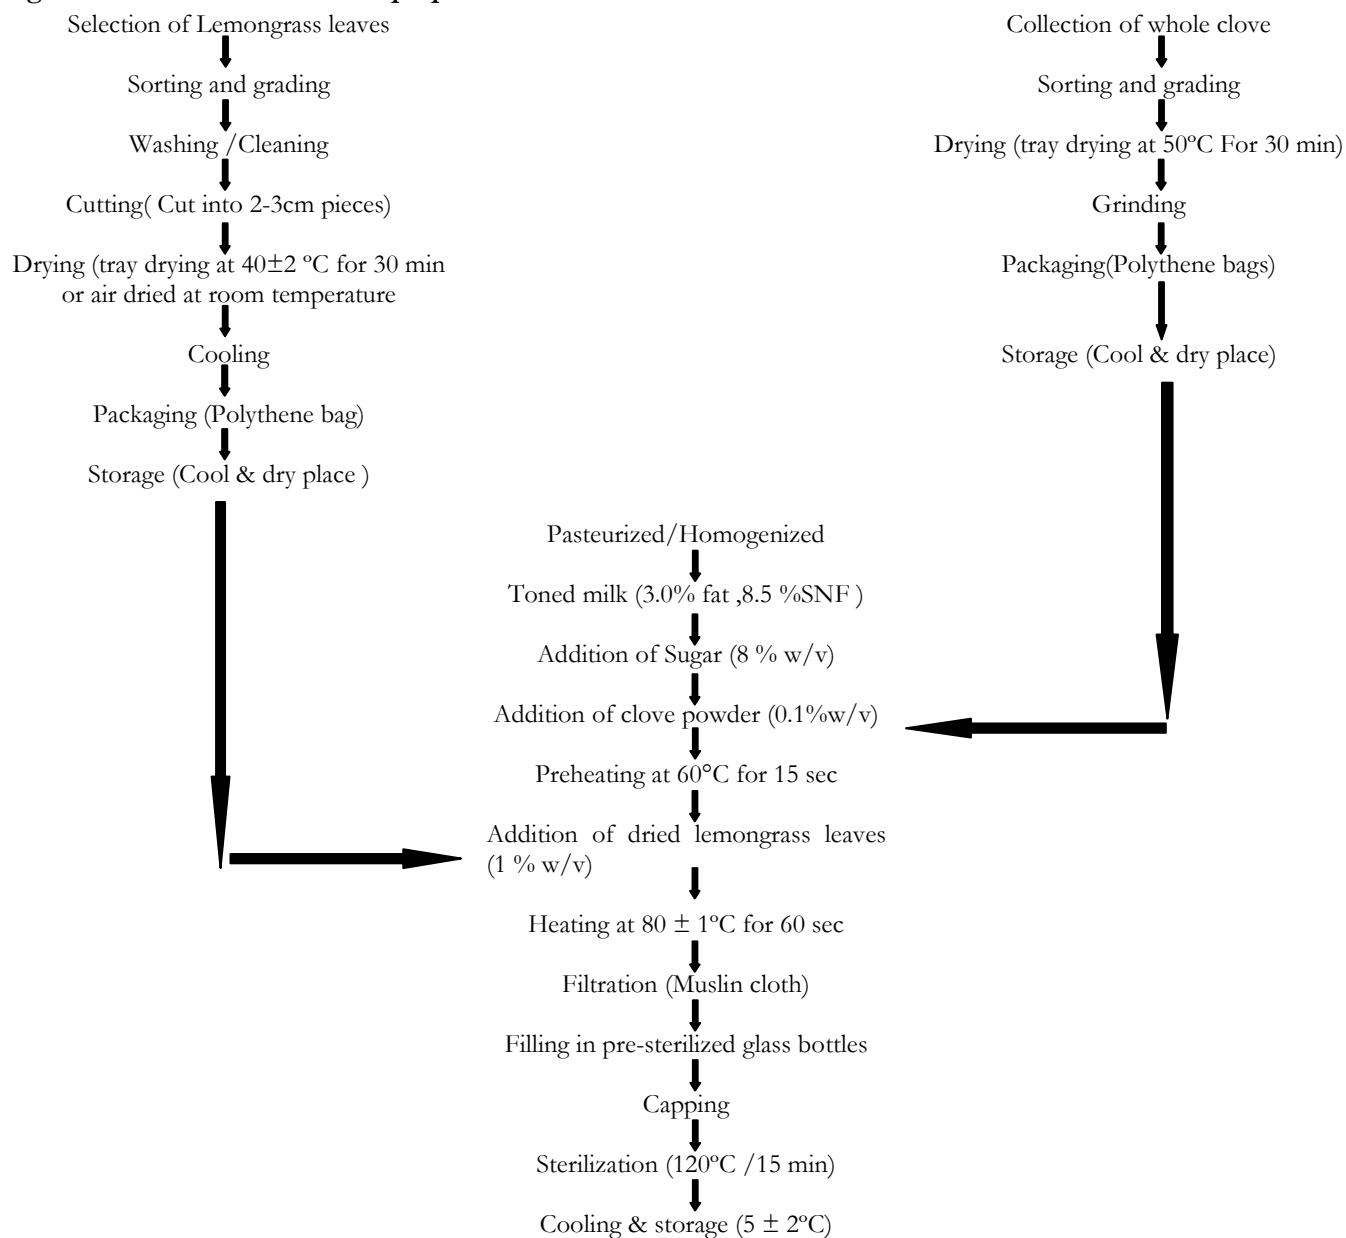 Selection of Lemongrass leaves
Sorting and grading
Washing /Cleaning
Cutting( Cut into 2-3cm pieces)
Drying (tray drying at 40±2 ºC for 30 min
or air dried at room temperature
Cooling
Packaging (Polythene bag)
Storage (Cool & dry place )
Collection of whole clove
Sorting and grading
Drying (tray drying at 50ºC For 30 min)
Grinding
Packaging(Polythene bags)
Storage (Cool & dry place)
Pasteurized/Homogenized
Toned milk (3.0% fat ,8.5 %SNF )
Addition of Sugar (8 % w/v)
Addition of clove powder (0.1%w/v)
Preheating at 60°C for 15 sec
Addition of dried lemongrass leaves
(1 % w/v)
Heating at 80 ± 1ºC for 60 sec
Filtration (Muslin cloth)
Filling in pre-sterilized glass bottles
Capping
Sterilization (120ºC /15 min)
Cooling & storage (5 ± 2ºC)